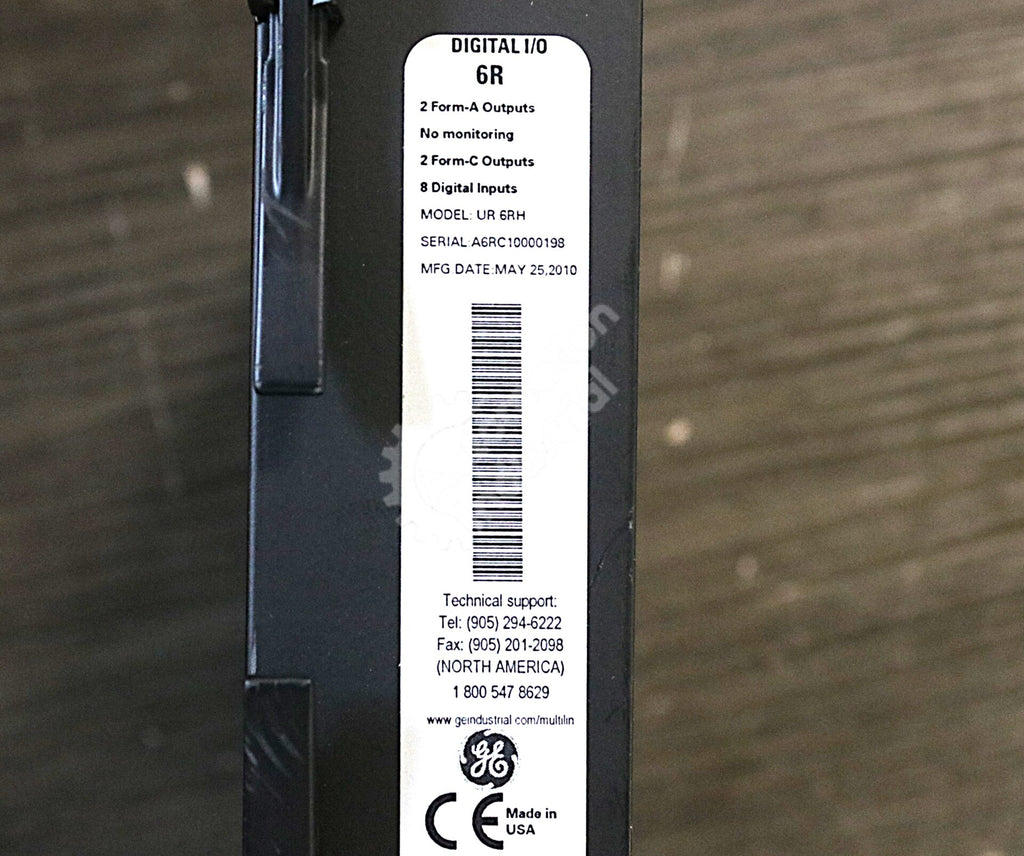 DIGITAL I/O
6R
2 Form-A Outputs
No monitoring
2 Form-C Outputs
8 Digital Inputs
MODEL: UR 6RH
SERIAL:A6RC10000198
MFG DATE:MAY 25,2010
Technical support:
Tel: (905) 294-6222
Fax: (905) 201-2098
(NORTH AMERICA)
1 800 547 8629
www.geindustrial.com/multilin
GE
CE
Made in
USA